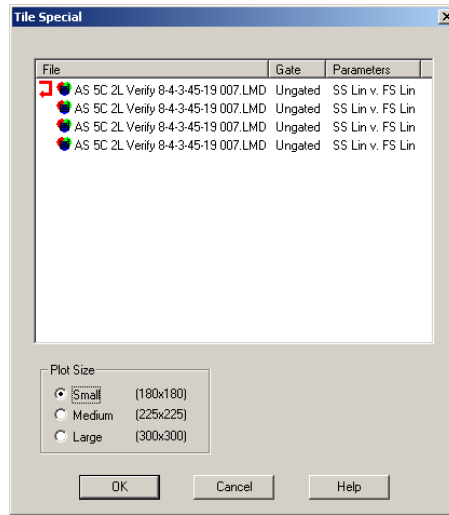 Tile Special
File Gate Parameters
AS 5C 2L Verify 8-4-3-45-19 007.LMD Ungated SS Lin v. FS Lin
AS 5C 2L Verify 8-4-3-45-19 007.LMD Ungated SS Lin v. FS Lin
AS 5C 2L Verify 8-4-3-45-19 007.LMD Ungated SS Lin v. FS Lin
AS 5C 2L Verify 8-4-3-45-19 007.LMD Ungated SS Lin v. FS Lin
Plot Size
Small (180x180)
Medium (225x225)
Large (300x300)
OK Cancel Help